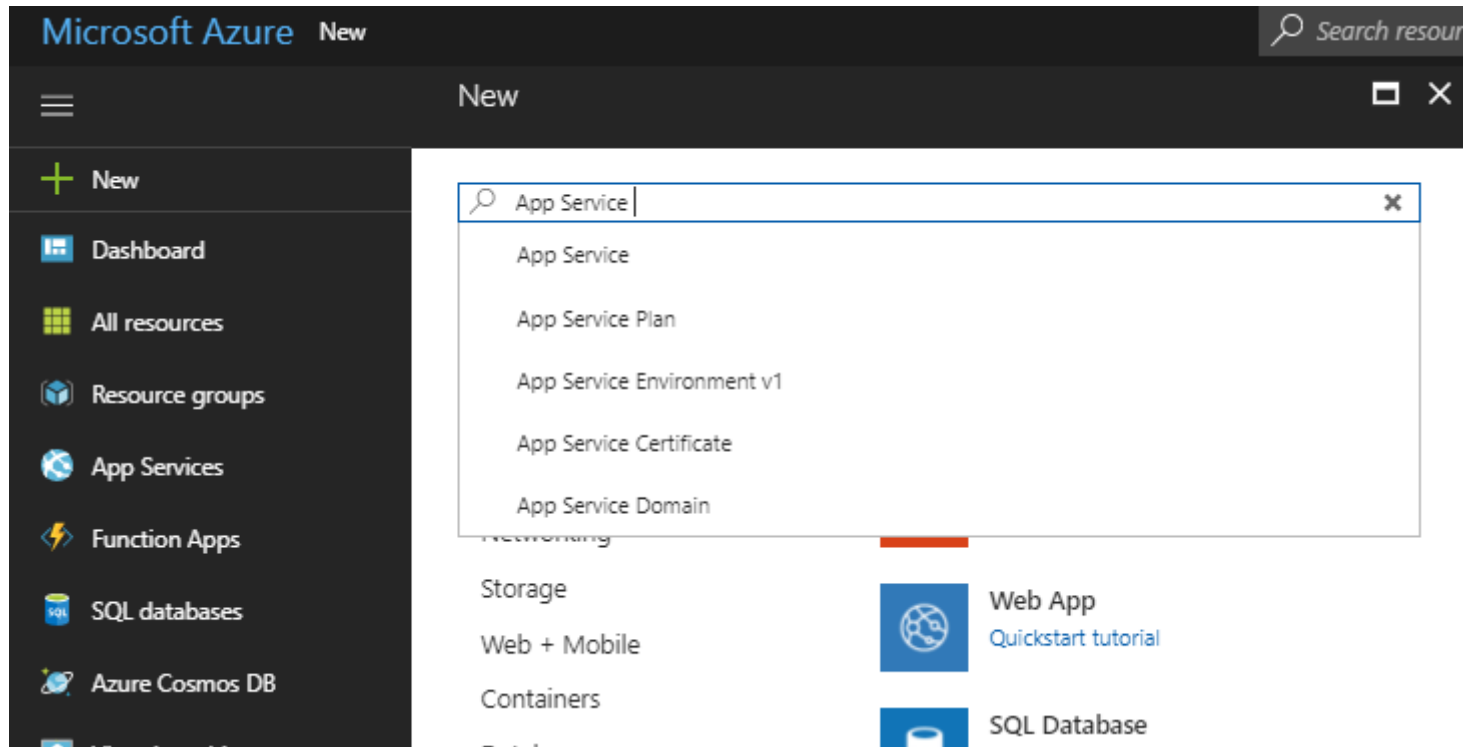 Microsoft Azure New
Search resour
New
New
App Service
App Service
App Service Plan
App Service Environment v1
App Service Certificate
App Service Domain
Dashboard
All resources
Resource groups
App Services
Function Apps
SQL databases
Azure Cosmos DB
Networking
Storage
Web + Mobile
Containers
Web App
Quickstart tutorial
SQL Database